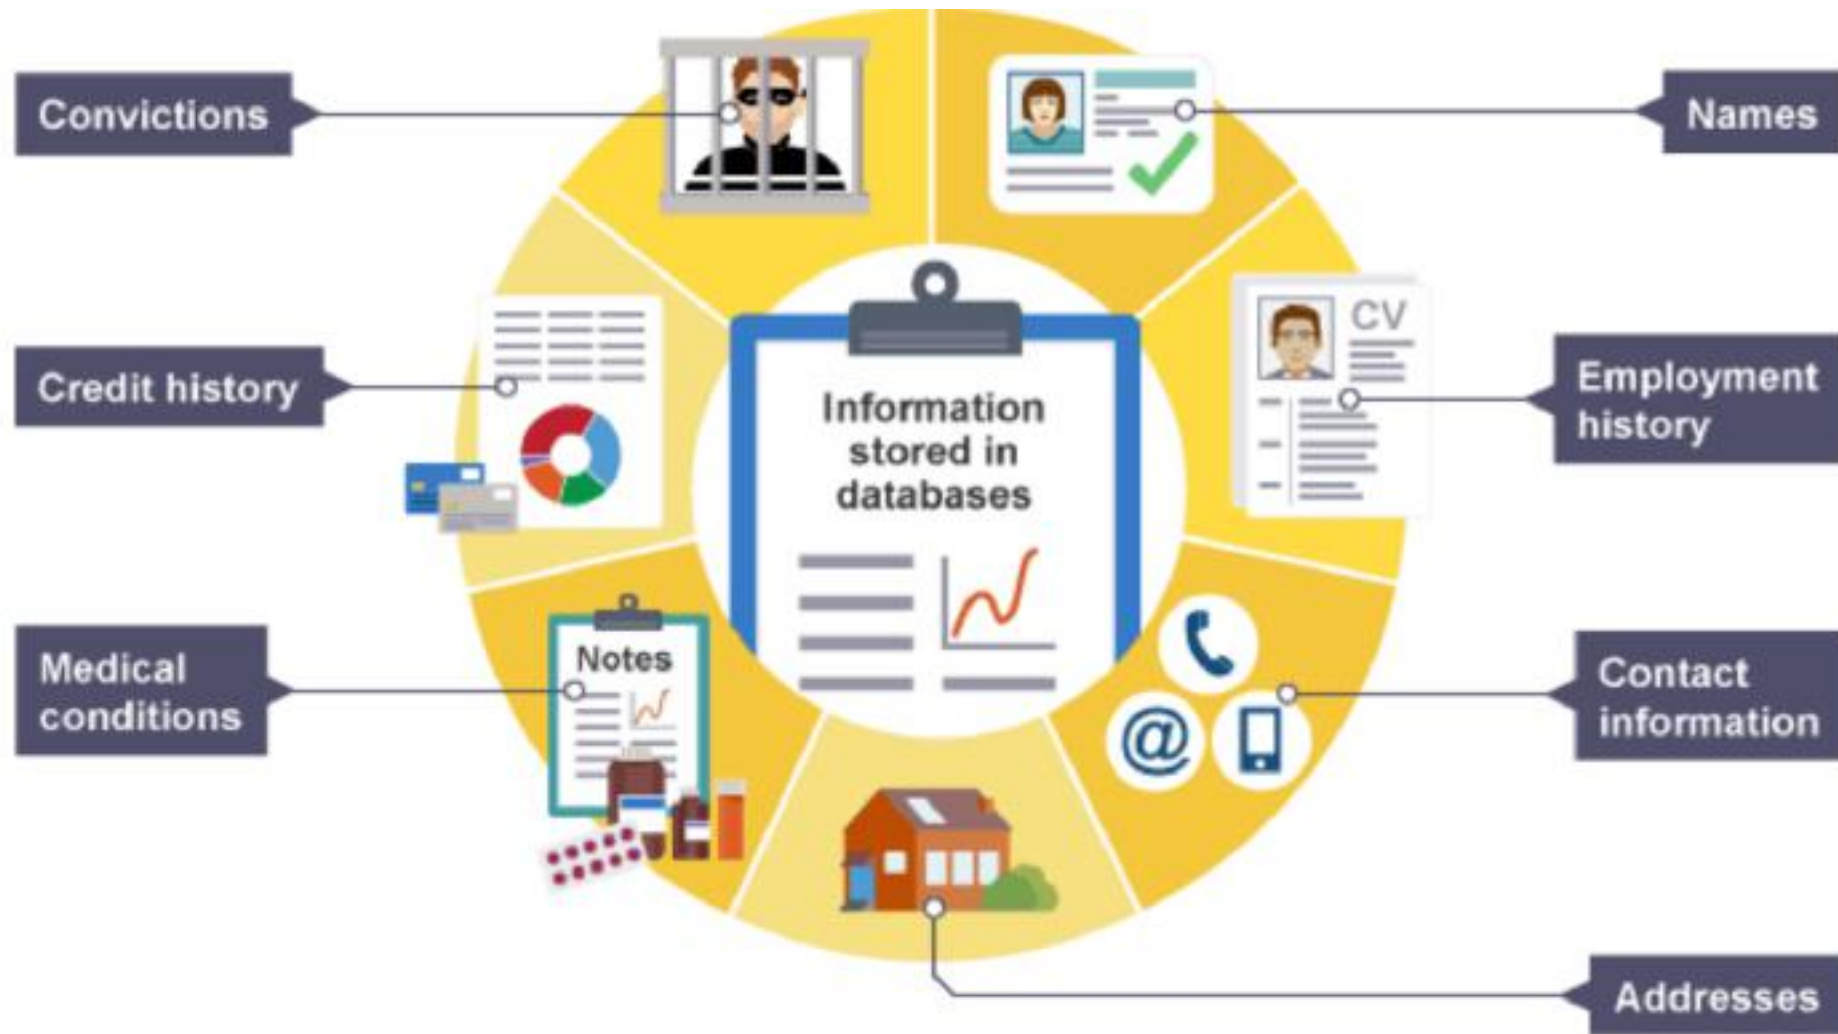 Convictions
Names
CV
Credit history
Employment
history
Information
stored in
databases
Medical
conditions
Notes
Contact
information
@
Addresses